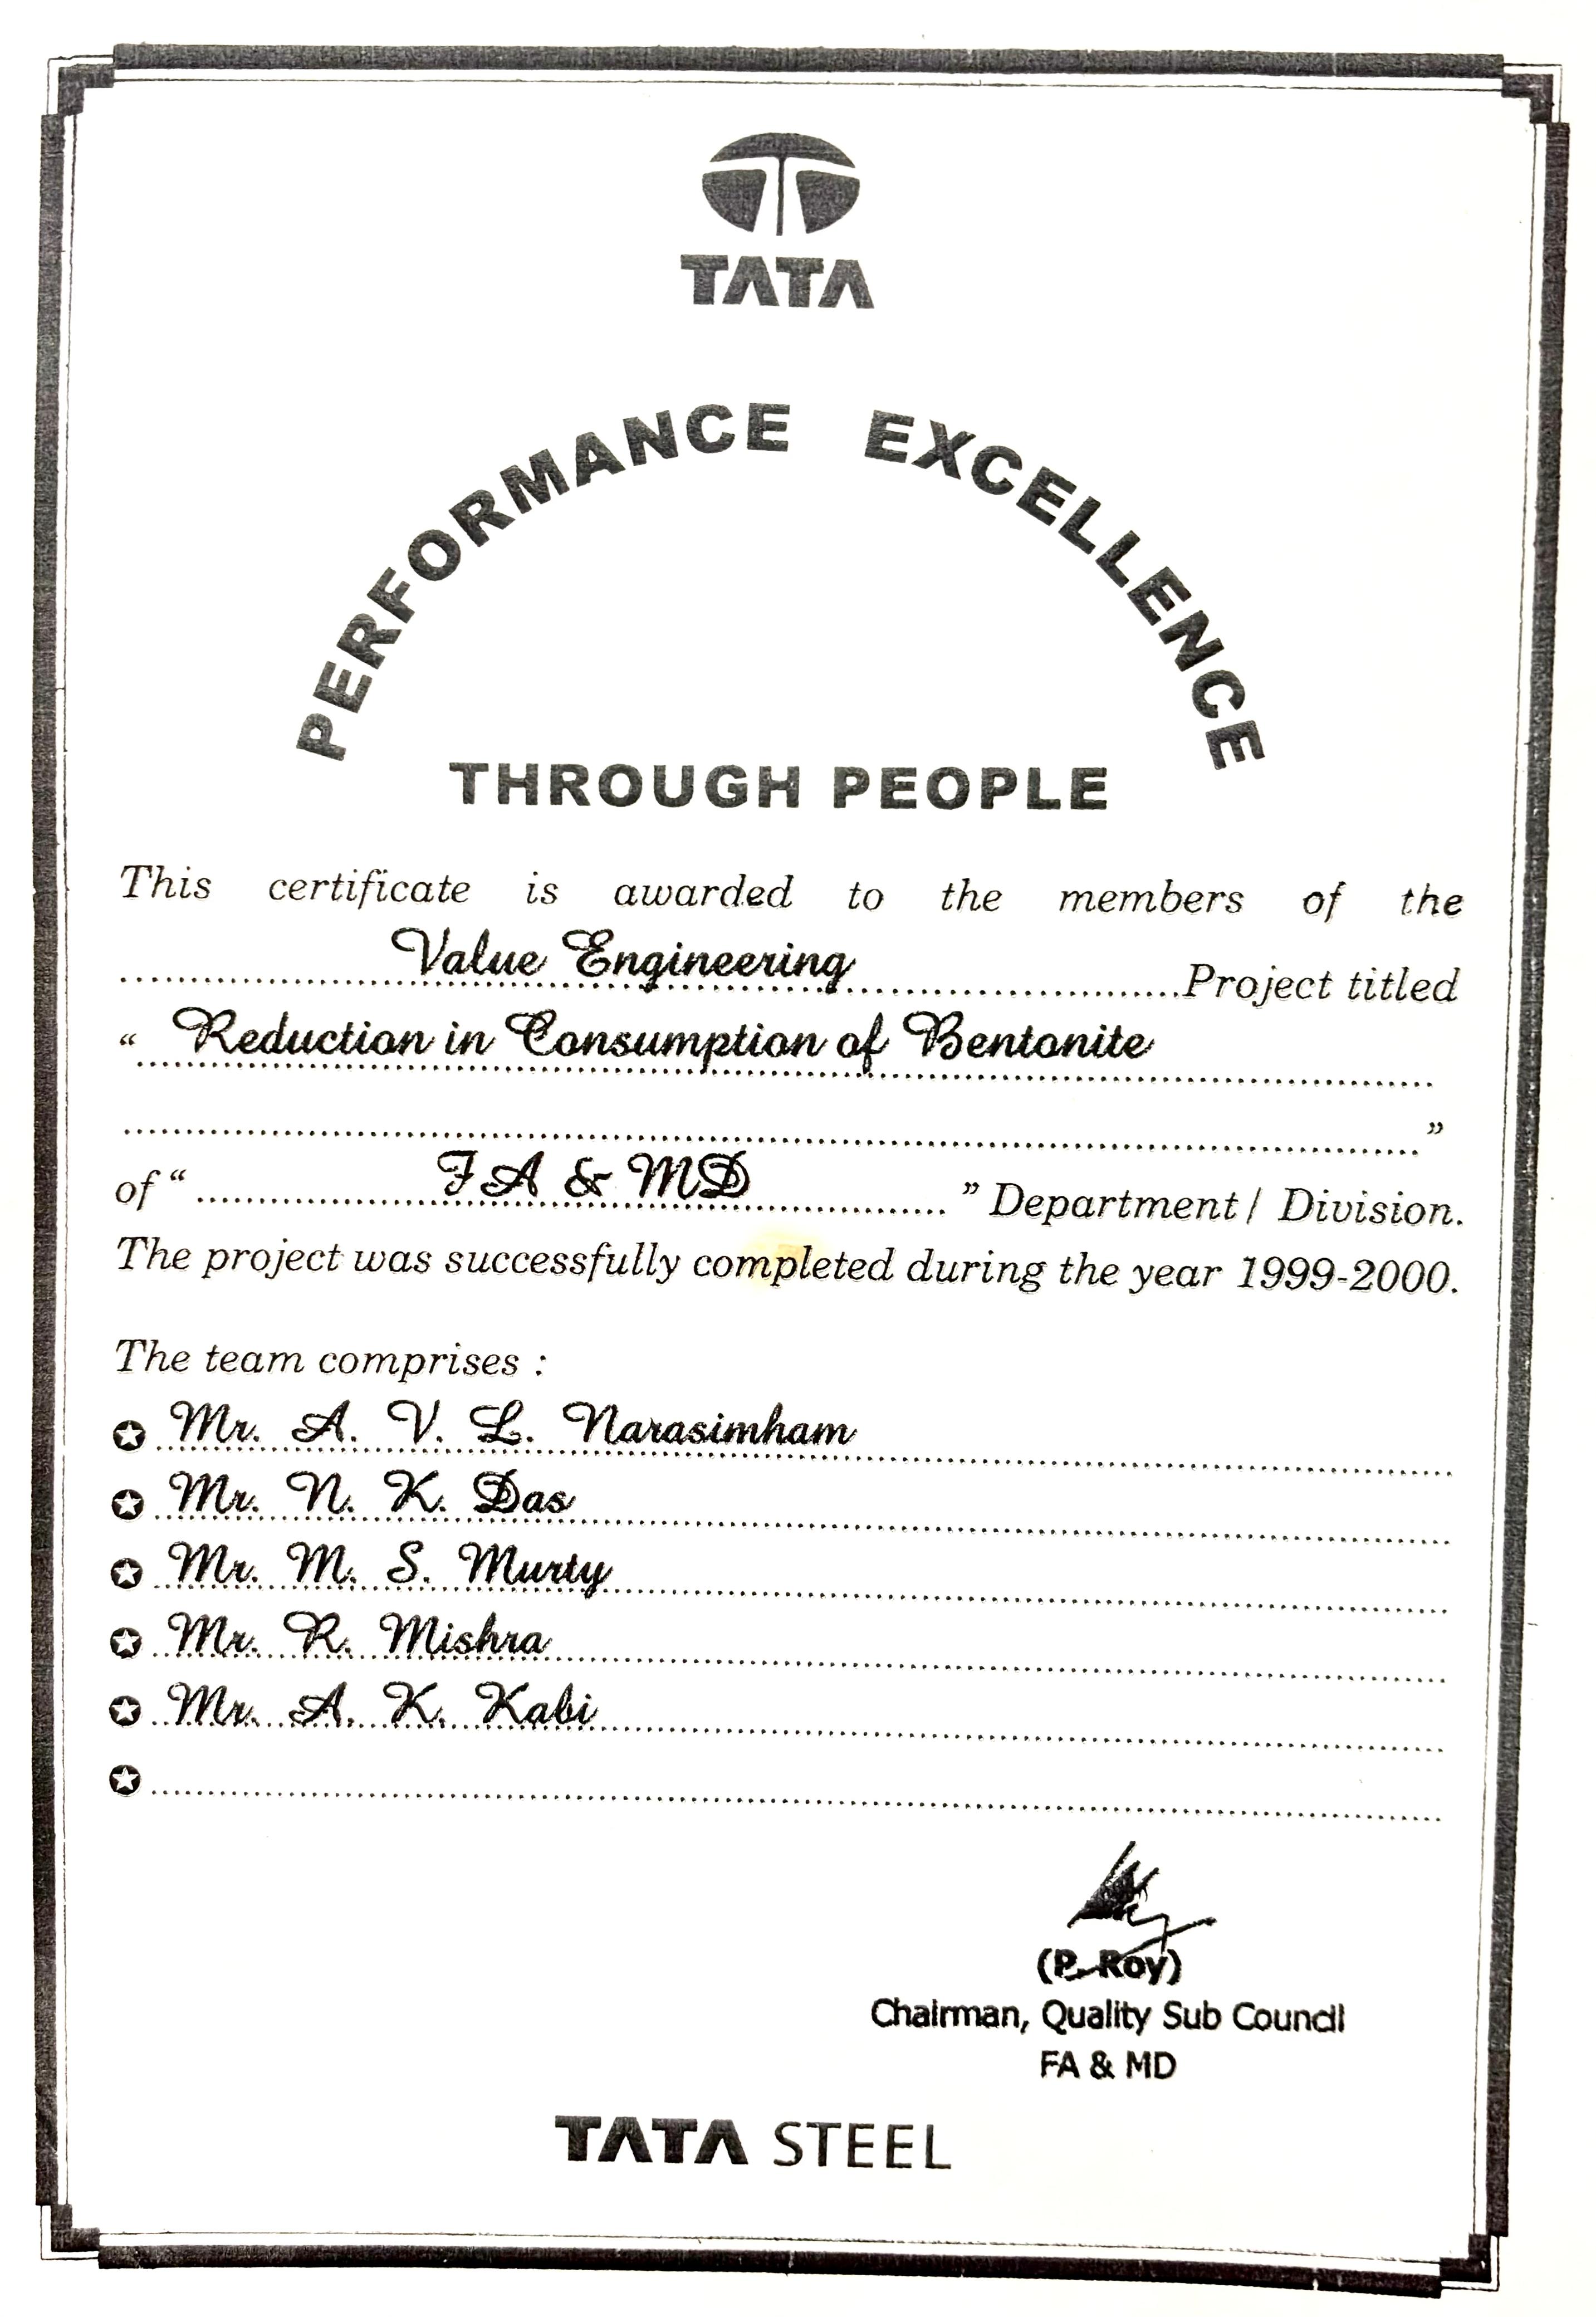 TATA
PERFORMANCE EXCELLENCE
THROUGH PEOPLE
This certificate is awarded to the members of the
Value Engineering Project titled
“ Reduction in Consumption of Bentonite
”
of “ FA & MD ” Department/ Division.
The project was successfully completed during the year 1999-2000.
The team comprises :
Mr. A. V. L. Narasimham
Mr. N. K. Das
Mr. M. S. Murty
Mr. R. Mishra
Mr. A. K. Kabi
(P. Roy)
Chairman, Quality Sub Council
FA & MD
TATA STEEL